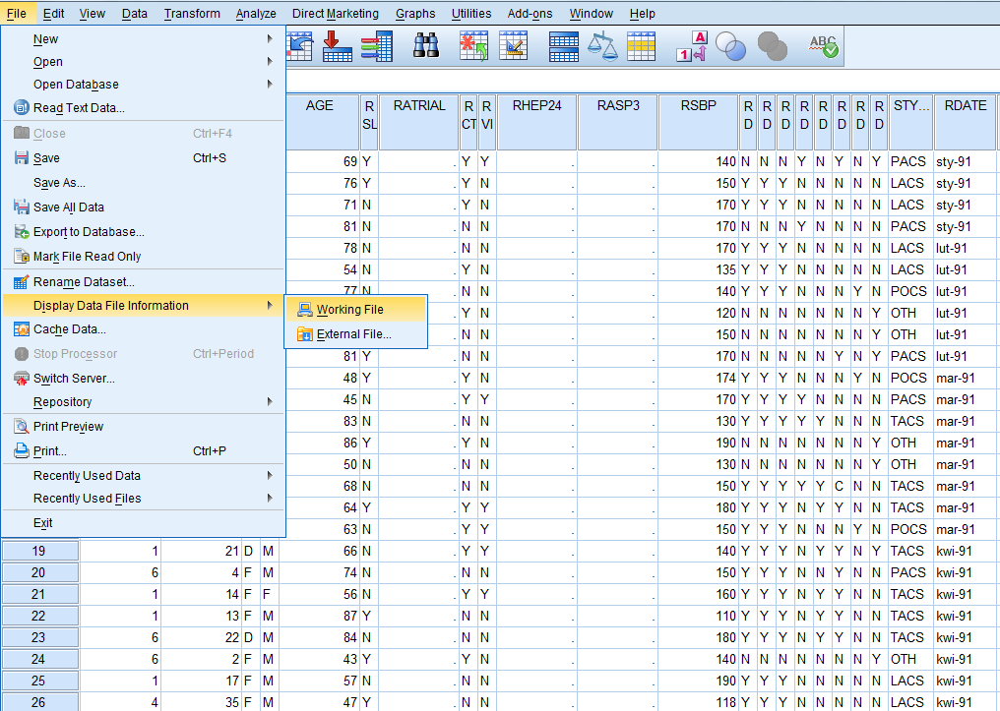 File Edit View Data Transform Analyze Direct Marketing Graphs Utilities Add-ons Window Help
New
Open
Open Database
Read Text Data...
Close Ctrl+F4
Save Ctrl+S
Save As...
Save All Data
Export to Database...
Mark File Read Only
Rename Dataset...
Display Data File Information
Cache Data...
Stop Processor Ctrl+Period
Switch Server...
Repository
Print Preview
Print... Ctrl+P
Recently Used Data
Recently Used Files
Exit
Working File
External File...
1 A
ABC
AGE R SL RATRIAL R CT R VI RHEP24 RASP3 RSBP R D R D R D R D R D R D R D R D STY... RDATE
69 Y . Y Y . . 140 N N N Y N Y N Y PACS sty-91
76 Y . Y N . . 150 Y Y Y N N N N N LACS sty-91
71 N . Y N . . 170 Y Y Y N N N N N LACS sty-91
81 N . N N . . 170 N N N Y N N N Y PACS sty-91
78 N . N N . . 170 Y Y Y N N N N N LACS lut-91
54 N . N N . . 135 Y Y Y N N N N N LACS lut-91
77 N . Y N . . 140 Y Y Y N N N Y N POCS lut-91
Y N . 120 N N N N N N N Y OTH lut-91
N N . 150 N N N N N N N Y OTH lut-91
81 Y . N N . . 170 N N N N N Y N Y PACS lut-91
48 Y . Y N . . 174 Y Y Y N N N Y N POCS mar-91
45 N . Y Y . . 170 Y Y Y Y N N N N PACS mar-91
83 N . N N . . 130 Y Y Y Y Y N N N TACS mar-91
86 Y . Y N . . 190 N N N N N N N Y OTH mar-91
50 N . N N . . 130 N N N N N N N Y OTH mar-91
68 N . N N . . 150 Y Y Y Y Y C N N TACS mar-91
64 Y . Y Y . . 180 Y Y Y N Y Y N N TACS mar-91
63 Y . Y Y . . 150 Y Y Y N N N Y N POCS mar-91
19 1 21 D M 66 N . Y Y . . 140 Y Y Y N Y Y N N TACS kwi-91
20 6 4 F M 74 N . N N . . 150 Y Y Y N N Y N N PACS kwi-91
21 1 14 F F 56 N . Y Y . . 160 Y Y Y N Y Y N N TACS kwi-91
22 1 13 F M 87 Y . N N . . 110 Y Y Y N Y Y N N TACS kwi-91
23 6 22 D M 84 N . N N . . 180 Y Y Y N Y Y N N TACS kwi-91
24 6 2 F M 43 Y . Y N . . 140 N N N N N N N Y OTH kwi-91
25 1 17 F M 57 N . N N . . 190 Y Y Y N N N N N LACS kwi-91
26 4 35 F M 47 Y . N N . . 118 Y Y Y N N N N N LACS kwi-91